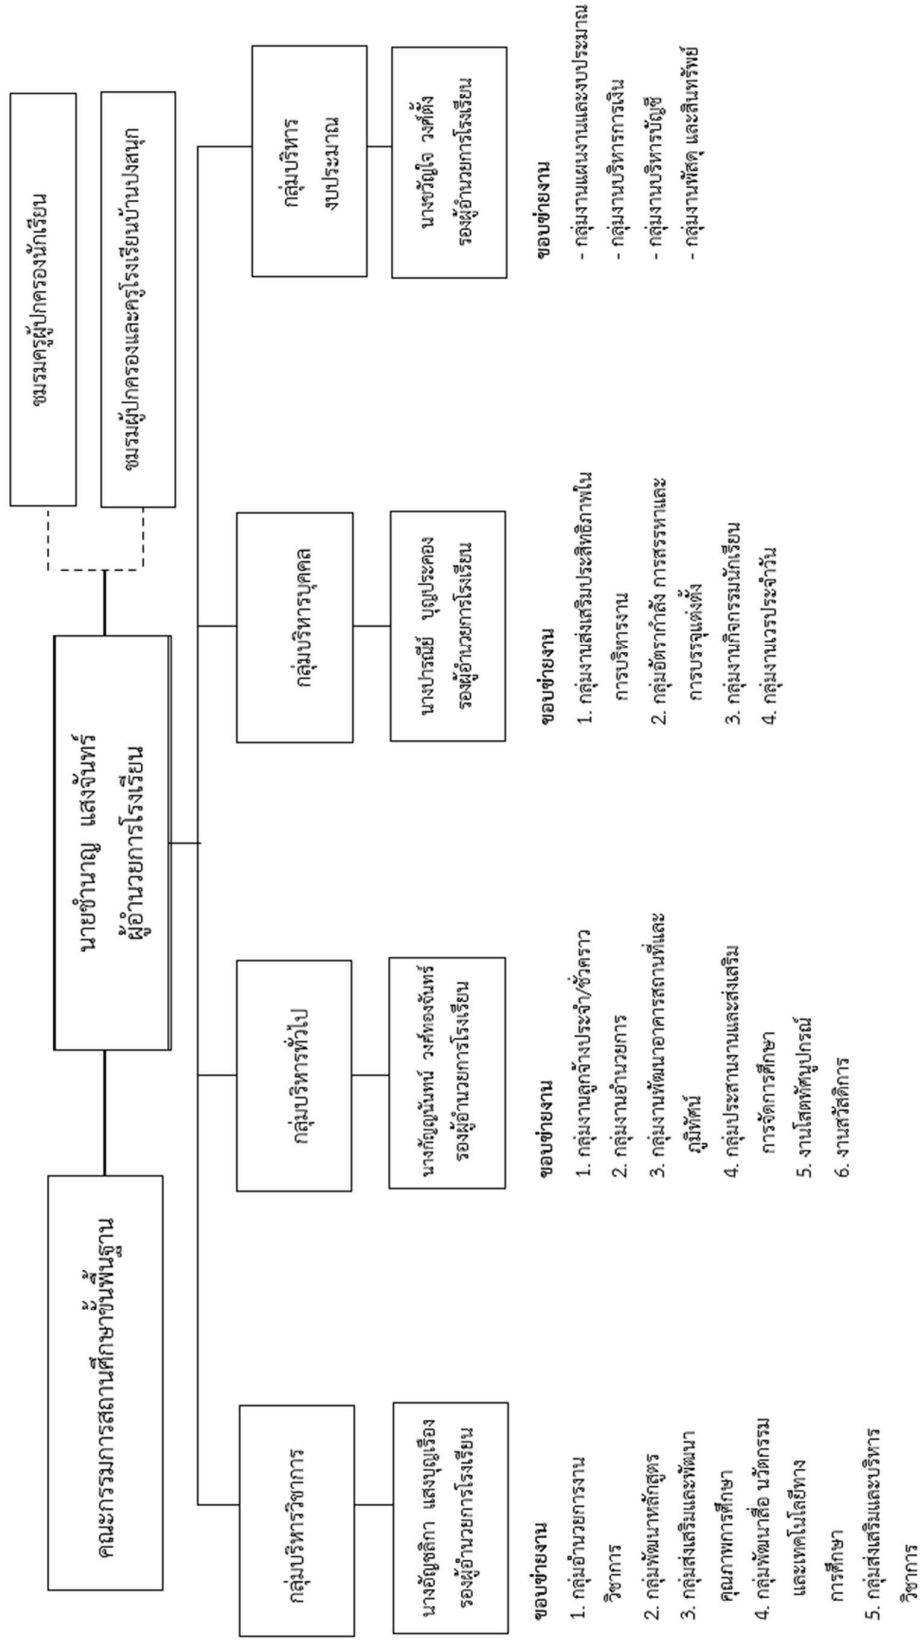 คณะกรรมการสถานศึกษาขั้นพื้นฐาน
นายชำนาญ แสงจันทร์
ผู้อำนวยการโรงเรียน
ชมรมครูผู้ปกครองนักเรียน
ชมรมผู้ปกครองและครูโรงเรียนบ้านปงสนุก
กลุ่มบริหารวิชาการ
นางอัญชลิกา แสงบุญเรือง
รองผู้อำนวยการโรงเรียน
ขอบข่ายงาน
1. กลุ่มอำนวยการงาน
วิชาการ
2. กลุ่มพัฒนาหลักสูตร
3. กลุ่มส่งเสริมและพัฒนา
คุณภาพการศึกษา
4. กลุ่มพัฒนาสื่อ นวัตกรรม
และเทคโนโลยีทาง
การศึกษา
5. กลุ่มส่งเสริมและบริหาร
วิชาการ
กลุ่มบริหารทั่วไป
นางกัญญนันทน์ วงศ์ทองจันทร์
รองผู้อำนวยการโรงเรียน
ขอบข่ายงาน
1. กลุ่มงานลูกจ้างประจำ/ชั่วคราว
2. กลุ่มงานอำนวยการ
3. กลุ่มงานพัฒนาอาคารสถานที่และ
ภูมิทัศน์
4. กลุ่มประสานงานและส่งเสริม
การจัดการศึกษา
5. งานโสตทัศนูปกรณ์
6. งานสวัสดิการ
กลุ่มบริหารบุคคล
นางปารณีย์ บุญประคอง
รองผู้อำนวยการโรงเรียน
ขอบข่ายงาน
1. กลุ่มงานส่งเสริมประสิทธิภาพใน
การบริหารงาน
2. กลุ่มอัตรากำลัง การสรรหาและ
การบรรจุแต่งตั้ง
3. กลุ่มงานกิจกรรมนักเรียน
4. กลุ่มงานเวรประจำวัน
กลุ่มบริหาร
งบประมาณ
นางขวัญใจ วงศ์ตั้ง
รองผู้อำนวยการโรงเรียน
ขอบข่ายงาน
- กลุ่มงานแผนงานและงบประมาณ
- กลุ่มงานบริหารการเงิน
- กลุ่มงานบริหารบัญชี
- กลุ่มงานพัสดุ และสินทรัพย์